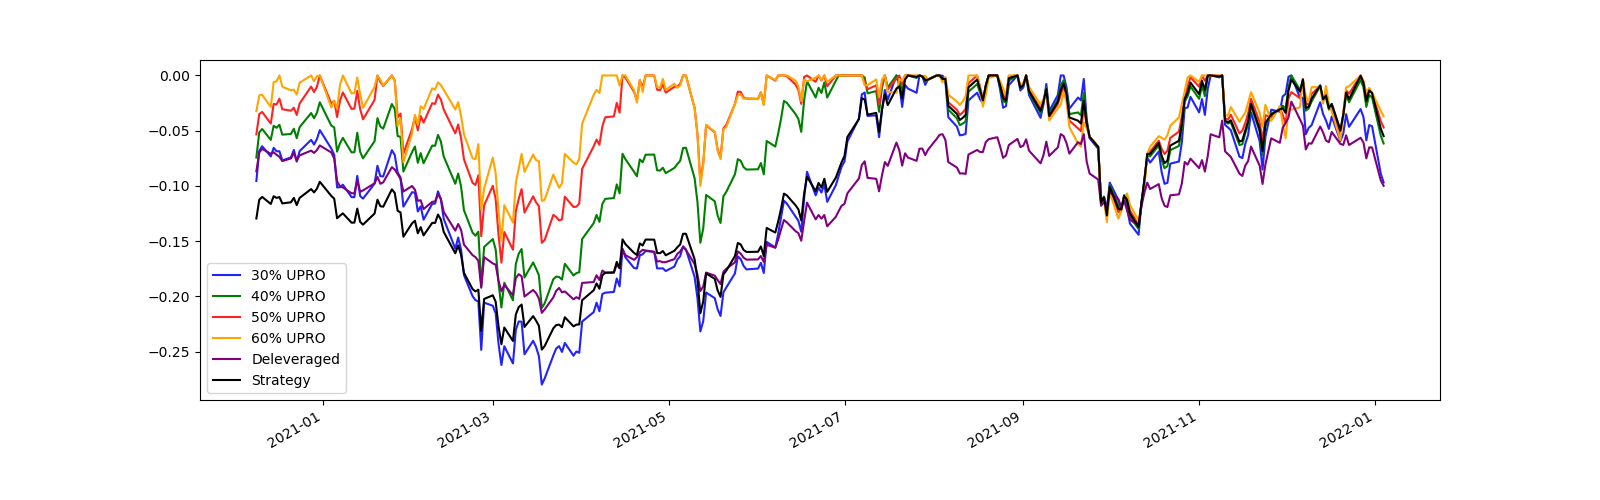 0.00
−0.05
−0.10
−0.15
−0.20
−0.25
30% UPRO
40% UPRO
50% UPRO
60% UPRO
Deleveraged
Strategy
2021-01
2021-03
2021-05
2021-07
2021-09
2021-11
2022-01